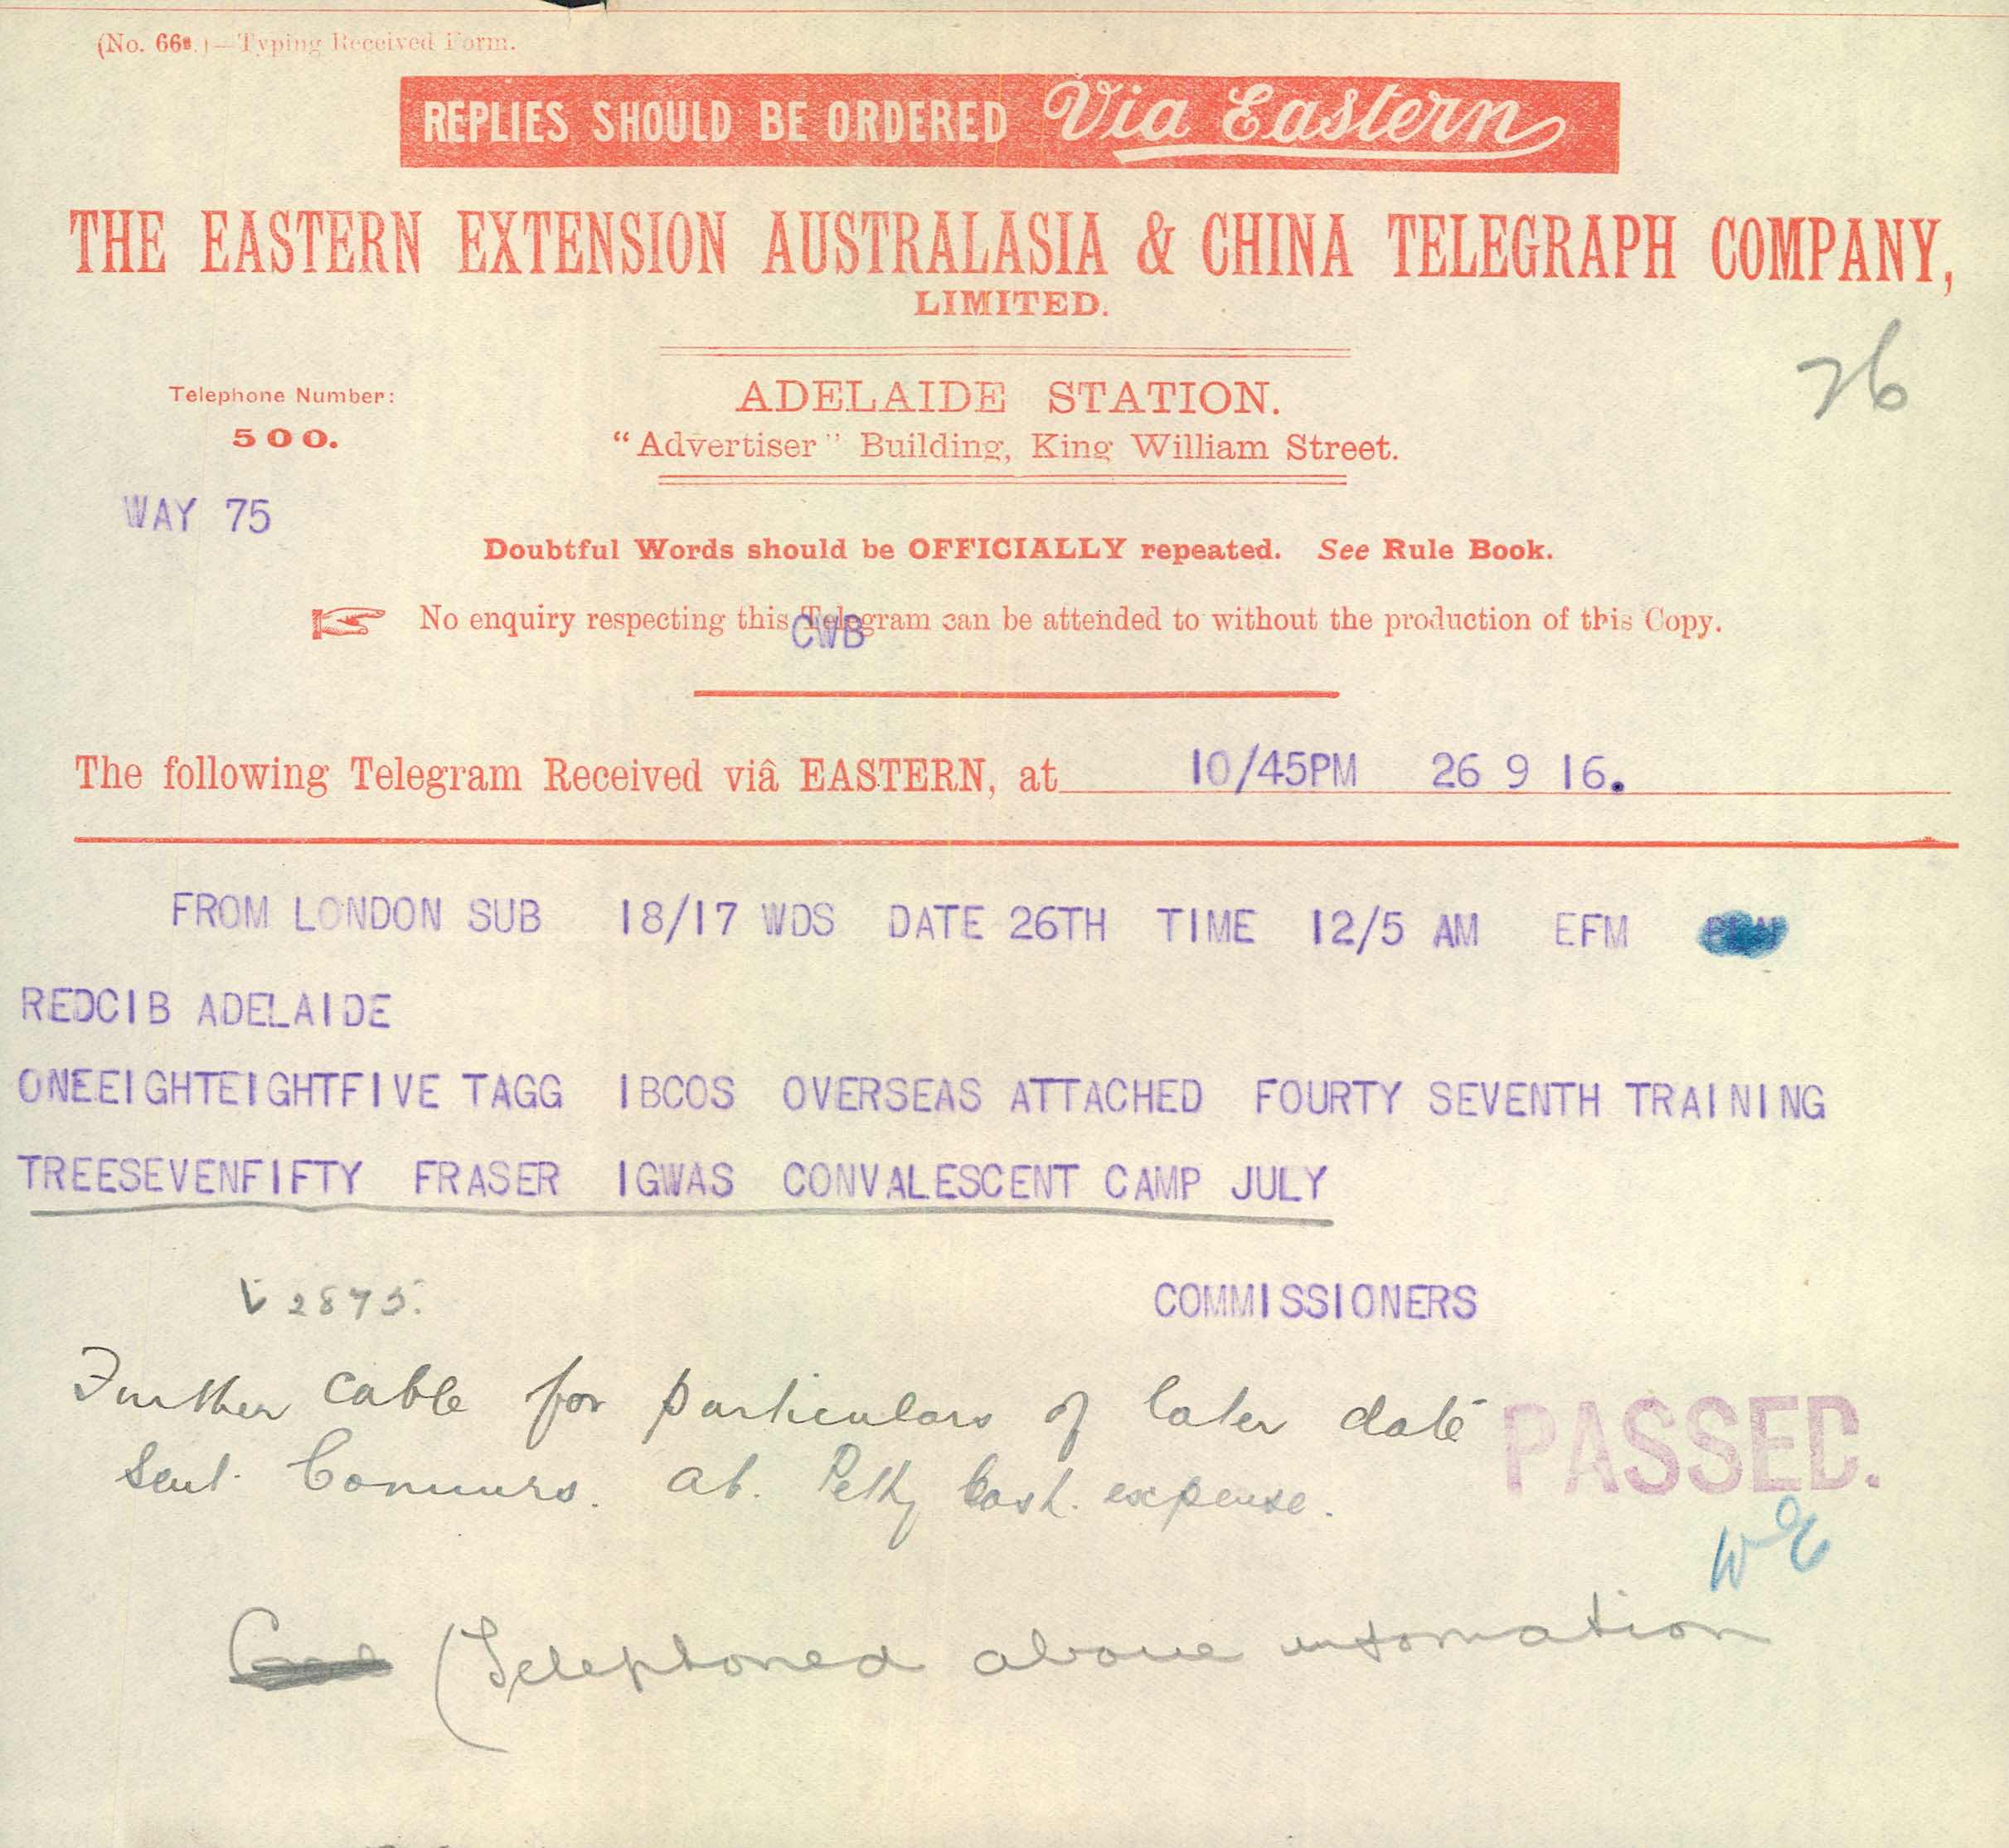 (No. 66B.)—Typing Received Form.
REPLIES SHOULD BE ORDERED Via Eastern
THE EASTERN EXTENSION AUSTRALASIA & CHINA TELEGRAPH COMPANY,
LIMITED.
26
Telephone Number:
500.
ADELAIDE STATION.
"Advertiser" Building, King William Street.
WAY 75
Doubtful Words should be OFFICIALLY repeated. See Rule Book.
No enquiry respecting this Telegram can be attended to without the production of this Copy.
CWB
The following Telegram Received viâ EASTERN, at 10/45PM 26 9 16.
FROM LONDON SUB 18/17 WDS DATE 26TH TIME 12/5 AM EFM
REDCIB ADELAIDE
ONEEIGHTEIGHTFIVE TAGG IBCOS OVERSEAS ATTACHED FOURTY SEVENTH TRAINING
TREESEVENFIFTY FRASER IGWAS CONVALESCENT CAMP JULY
2875.
COMMISSIONERS
Further cable for particulars of later date
sent Commrs. at. Petty Cash. expense.
PASSED.
WE
(Telephoned above information